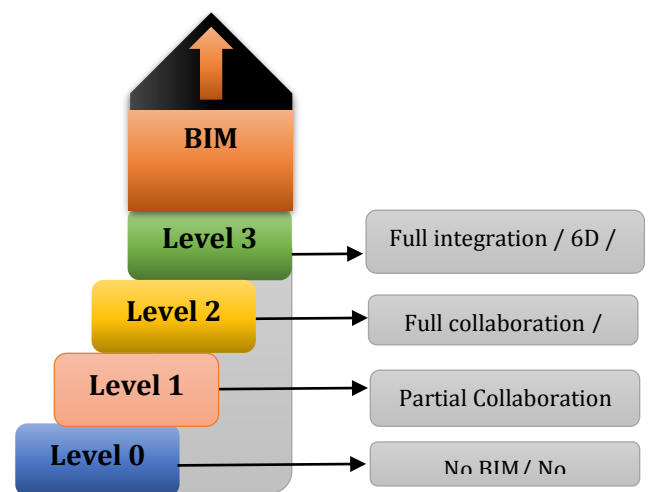 BIM
Level 3
Full integration / 6D /
Level 2
Full collaboration /
Level 1
Partial Collaboration
Level 0
No BIM / No